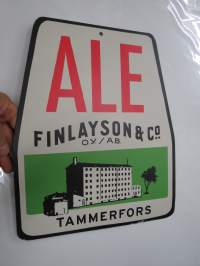 ALE
FINLAYSON & Co
OY/AB.
TAMMERFORS